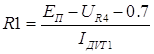 R1 = (E_П − U_R4 − 0.7) / I_ДИТ1